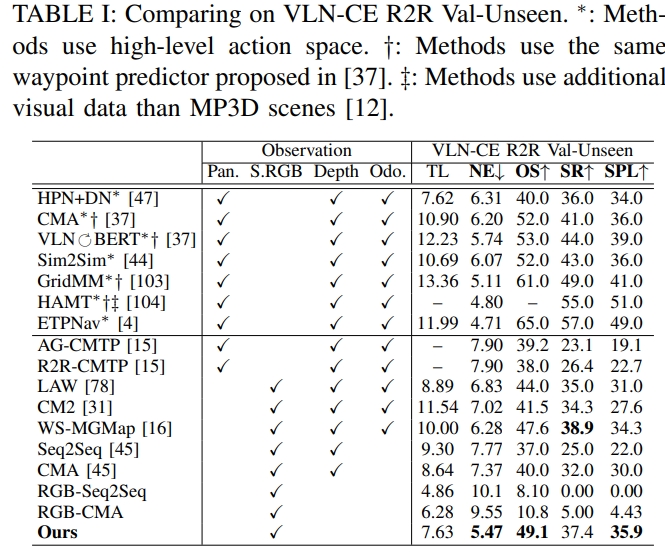 TABLE I: Comparing on VLN-CE R2R Val-Unseen. *: Meth-
ods use high-level action space. †: Methods use the same
waypoint predictor proposed in [37]. ‡: Methods use additional
visual data than MP3D scenes [12].
Observation VLN-CE R2R Val-Unseen
Pan. S.RGB Depth Odo. TL NE↓ OS↑ SR↑ SPL↑
HPN+DN* [47] ✓ ✓ ✓ 7.62 6.31 40.0 36.0 34.0
CMA*† [37] ✓ ✓ ✓ 10.90 6.20 52.0 41.0 36.0
VLN↻BERT*† [37] ✓ ✓ ✓ 12.23 5.74 53.0 44.0 39.0
Sim2Sim* [44] ✓ ✓ ✓ 10.69 6.07 52.0 43.0 36.0
GridMM*† [103] ✓ ✓ ✓ 13.36 5.11 61.0 49.0 41.0
HAMT*†‡ [104] ✓ ✓ ✓ – 4.80 – 55.0 51.0
ETPNav* [4] ✓ ✓ ✓ 11.99 4.71 65.0 57.0 49.0
AG-CMTP [15] ✓ ✓ ✓ – 7.90 39.2 23.1 19.1
R2R-CMTP [15] ✓ ✓ ✓ – 7.90 38.0 26.4 22.7
LAW [78] ✓ ✓ ✓ 8.89 6.83 44.0 35.0 31.0
CM2 [31] ✓ ✓ ✓ 11.54 7.02 41.5 34.3 27.6
WS-MGMap [16] ✓ ✓ ✓ 10.00 6.28 47.6 38.9 34.3
Seq2Seq [45] ✓ ✓ 9.30 7.77 37.0 25.0 22.0
CMA [45] ✓ ✓ 8.64 7.37 40.0 32.0 30.0
RGB-Seq2Seq ✓ 4.86 10.1 8.10 0.00 0.00
RGB-CMA ✓ 6.28 9.55 10.8 5.00 4.43
Ours ✓ 7.63 5.47 49.1 37.4 35.9